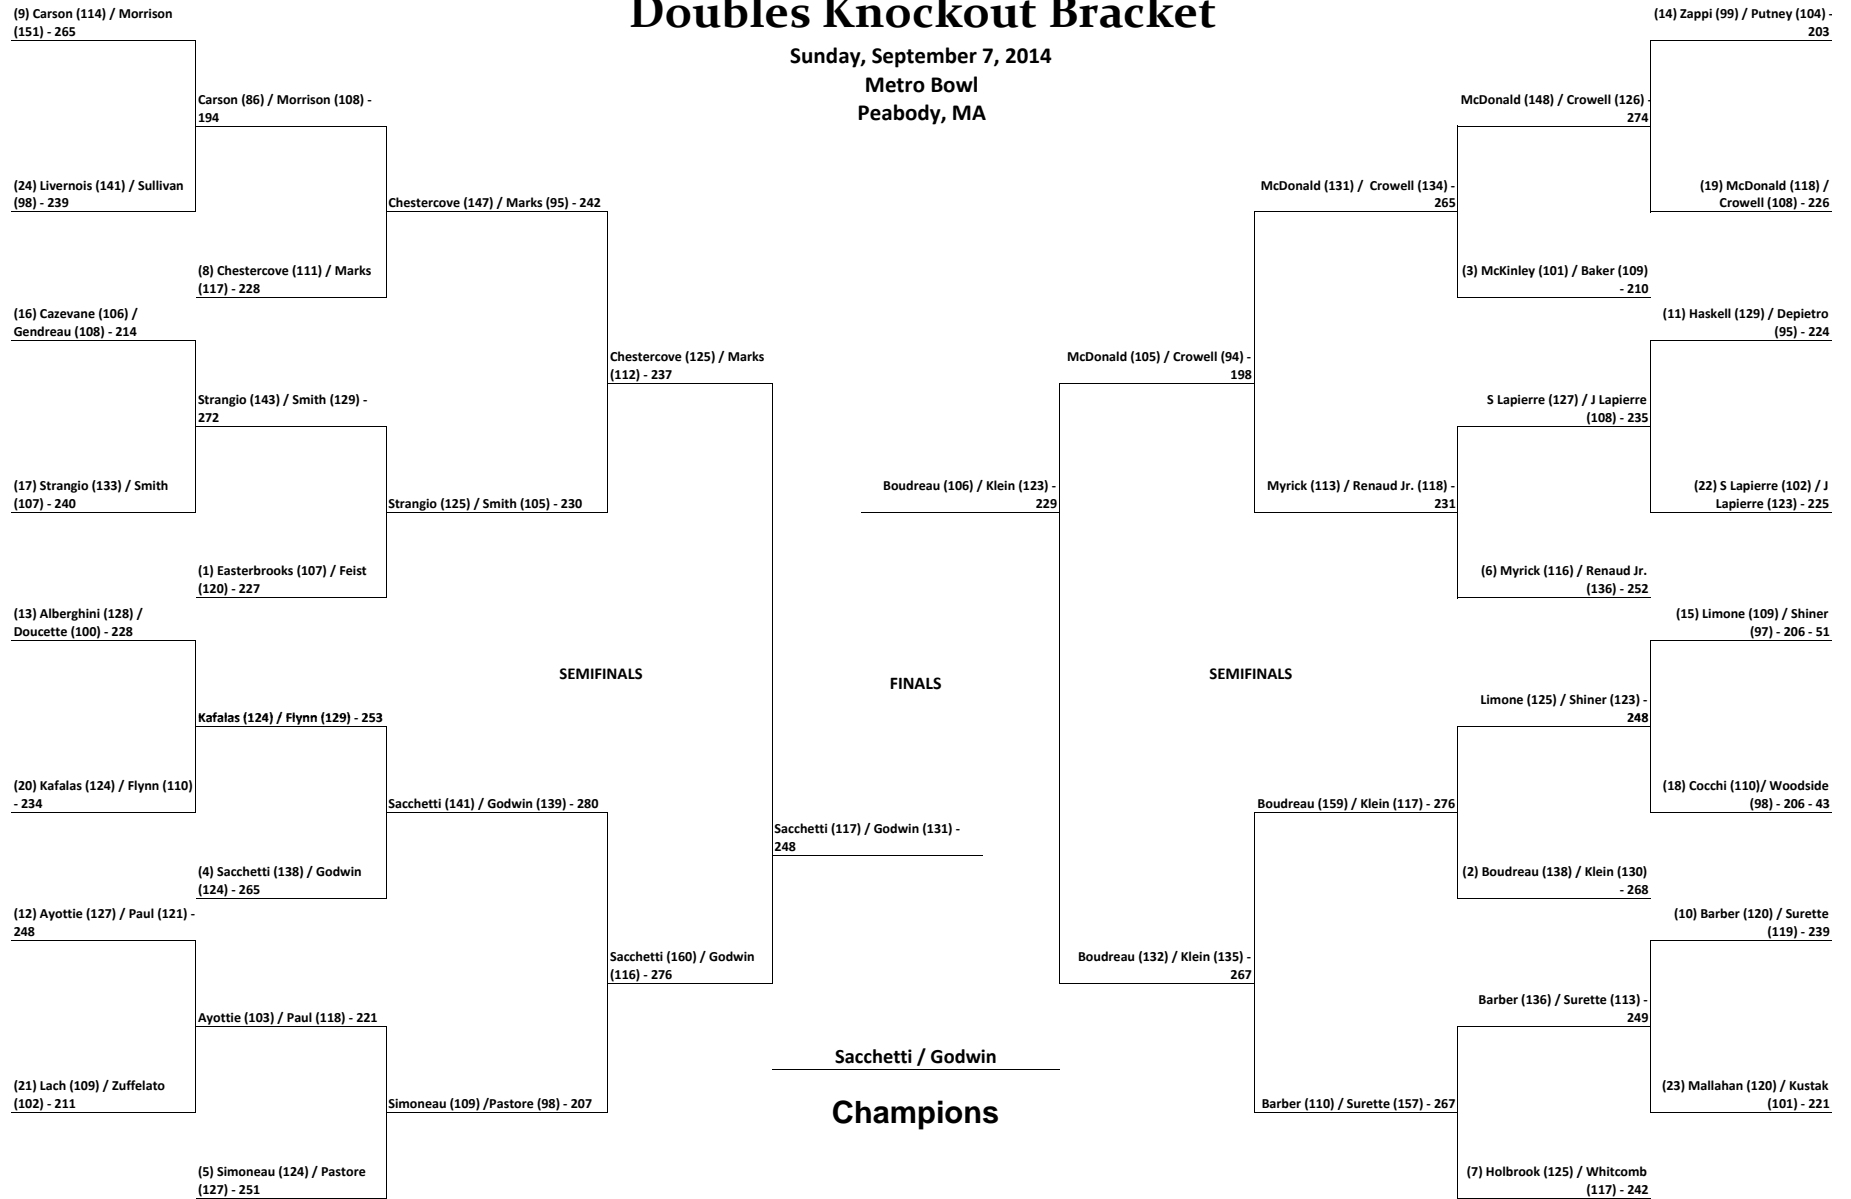 Doubles Knockout Bracket
Sunday, September 7, 2014
Metro Bowl
Peabody, MA
(9) Carson (114) / Morrison
(151) - 265
(24) Livernois (141) / Sullivan
(98) - 239
(16) Cazevane (106) /
Gendreau (108) - 214
(17) Strangio (133) / Smith
(107) - 240
(13) Alberghini (128) /
Doucette (100) - 228
(20) Kafalas (124) / Flynn (110)
- 234
(12) Ayottie (127) / Paul (121) -
248
(21) Lach (109) / Zuffelato
(102) - 211
Carson (86) / Morrison (108) -
194
(8) Chestercove (111) / Marks
(117) - 228
Strangio (143) / Smith (129) -
272
(1) Easterbrooks (107) / Feist
(120) - 227
Kafalas (124) / Flynn (129) - 253
(4) Sacchetti (138) / Godwin
(124) - 265
Ayottie (103) / Paul (118) - 221
(5) Simoneau (124) / Pastore
(127) - 251
Chestercove (147) / Marks (95) - 242
Strangio (125) / Smith (105) - 230
Sacchetti (141) / Godwin (139) - 280
Simoneau (109) /Pastore (98) - 207
SEMIFINALS
Chestercove (125) / Marks
(112) - 237
Sacchetti (160) / Godwin
(116) - 276
Sacchetti (117) / Godwin (131) -
248
FINALS
Boudreau (106) / Klein (123) -
229
Sacchetti / Godwin
Champions
McDonald (105) / Crowell (94) -
198
Boudreau (132) / Klein (135) -
267
SEMIFINALS
McDonald (131) /  Crowell (134) -
265
Myrick (113) / Renaud Jr. (118) -
231
Boudreau (159) / Klein (117) - 276
Barber (110) / Surette (157) - 267
McDonald (148) / Crowell (126) -
274
(3) McKinley (101) / Baker (109)
- 210
S Lapierre (127) / J Lapierre
(108) - 235
(6) Myrick (116) / Renaud Jr.
(136) - 252
Limone (125) / Shiner (123) -
248
(2) Boudreau (138) / Klein (130)
- 268
Barber (136) / Surette (113) -
249
(7) Holbrook (125) / Whitcomb
(117) - 242
(14) Zappi (99) / Putney (104) -
203
(19) McDonald (118) /
Crowell (108) - 226
(11) Haskell (129) / Depietro
(95) - 224
(22) S Lapierre (102) / J
Lapierre (123) - 225
(15) Limone (109) / Shiner
(97) - 206 - 51
(18) Cocchi (110)/ Woodside
(98) - 206 - 43
(10) Barber (120) / Surette
(119) - 239
(23) Mallahan (120) / Kustak
(101) - 221